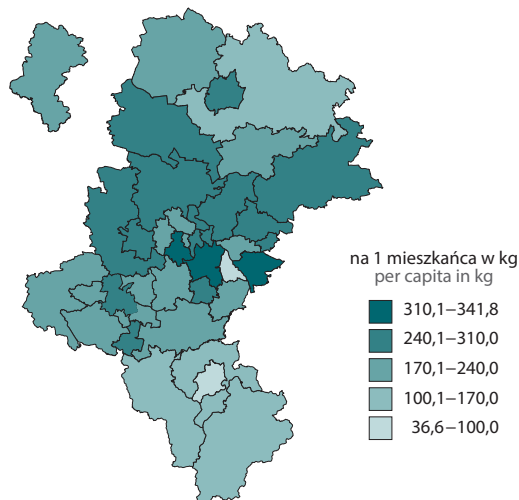 na 1 mieszkańca w kg
per capita in kg
310,1–341,8
240,1–310,0
170,1–240,0
100,1–170,0
36,6–100,0